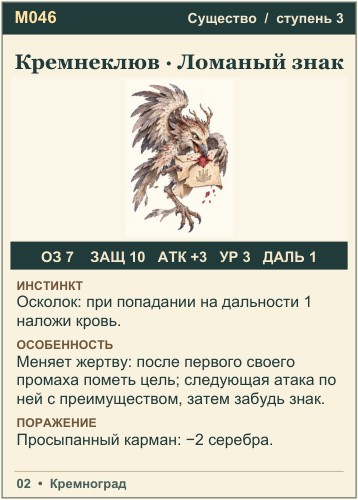 M046 Существо / ступень 3
Кремнеклюв · Ломаный знак
ОЗ 7 ЗАЩ 10 АТК +3 УР 3 ДАЛЬ 1
ИНСТИНКТ
Осколок: при попадании на дальности 1
наложи кровь.
ОСОБЕННОСТЬ
Меняет жертву: после первого своего
промаха пометь цель; следующая атака по
ней с преимуществом, затем забудь знак.
ПОРАЖЕНИЕ
Просыпанный карман: −2 серебра.
02 • Кремноград